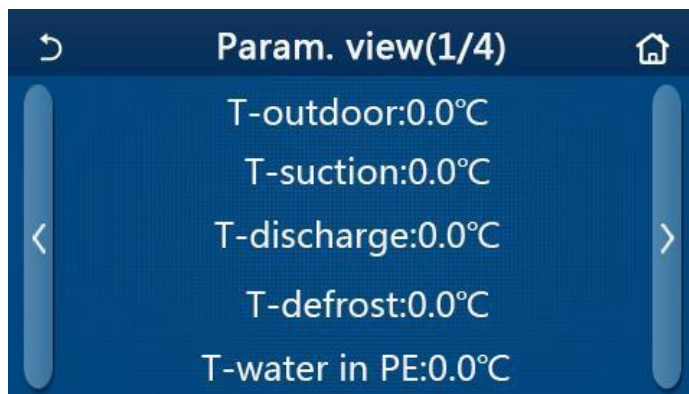 Param. view(1/4)
T-outdoor:0.0℃
T-suction:0.0℃
T-discharge:0.0℃
T-defrost:0.0℃
T-water in PE:0.0℃